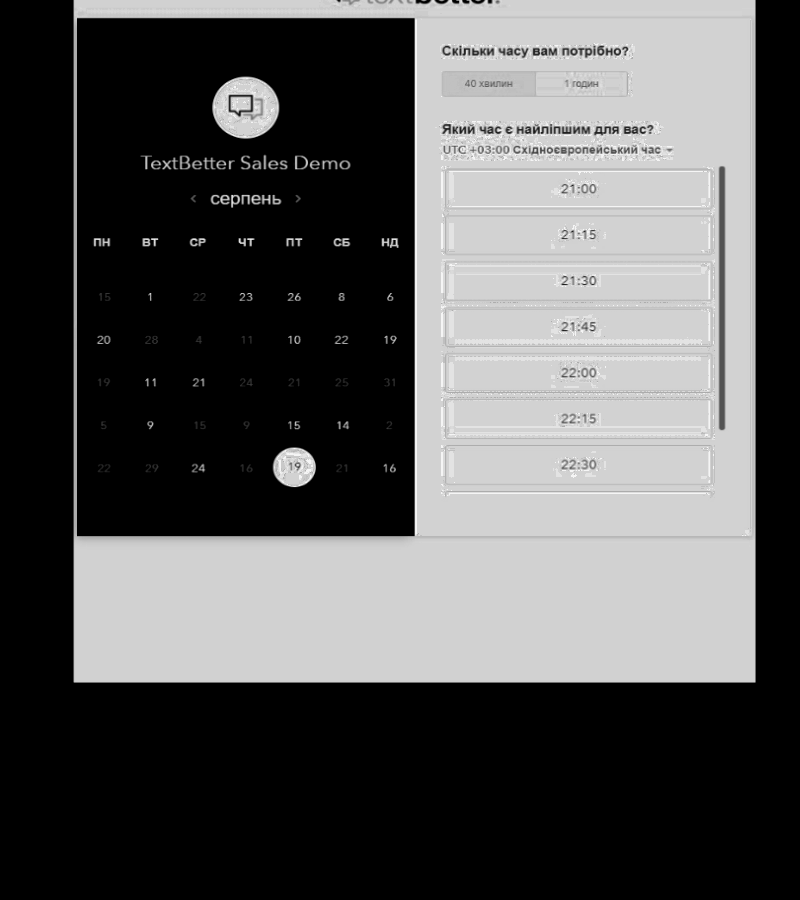 textbetter.
TextBetter Sales Demo
‹ серпень ›
ПН ВТ СР ЧТ ПТ СБ НД
15 1 22 23 26 8 6
20 28 4 11 10 22 19
19 11 21 24 21 25 31
5 9 15 9 15 14 2
22 29 24 16 19 21 16
Скільки часу вам потрібно?
40 хвилин 1 годин
Який час є найліпшим для вас?
UTC +03:00 Східноєвропейський час
21:00
21:15
21:30
21:45
22:00
22:15
22:30